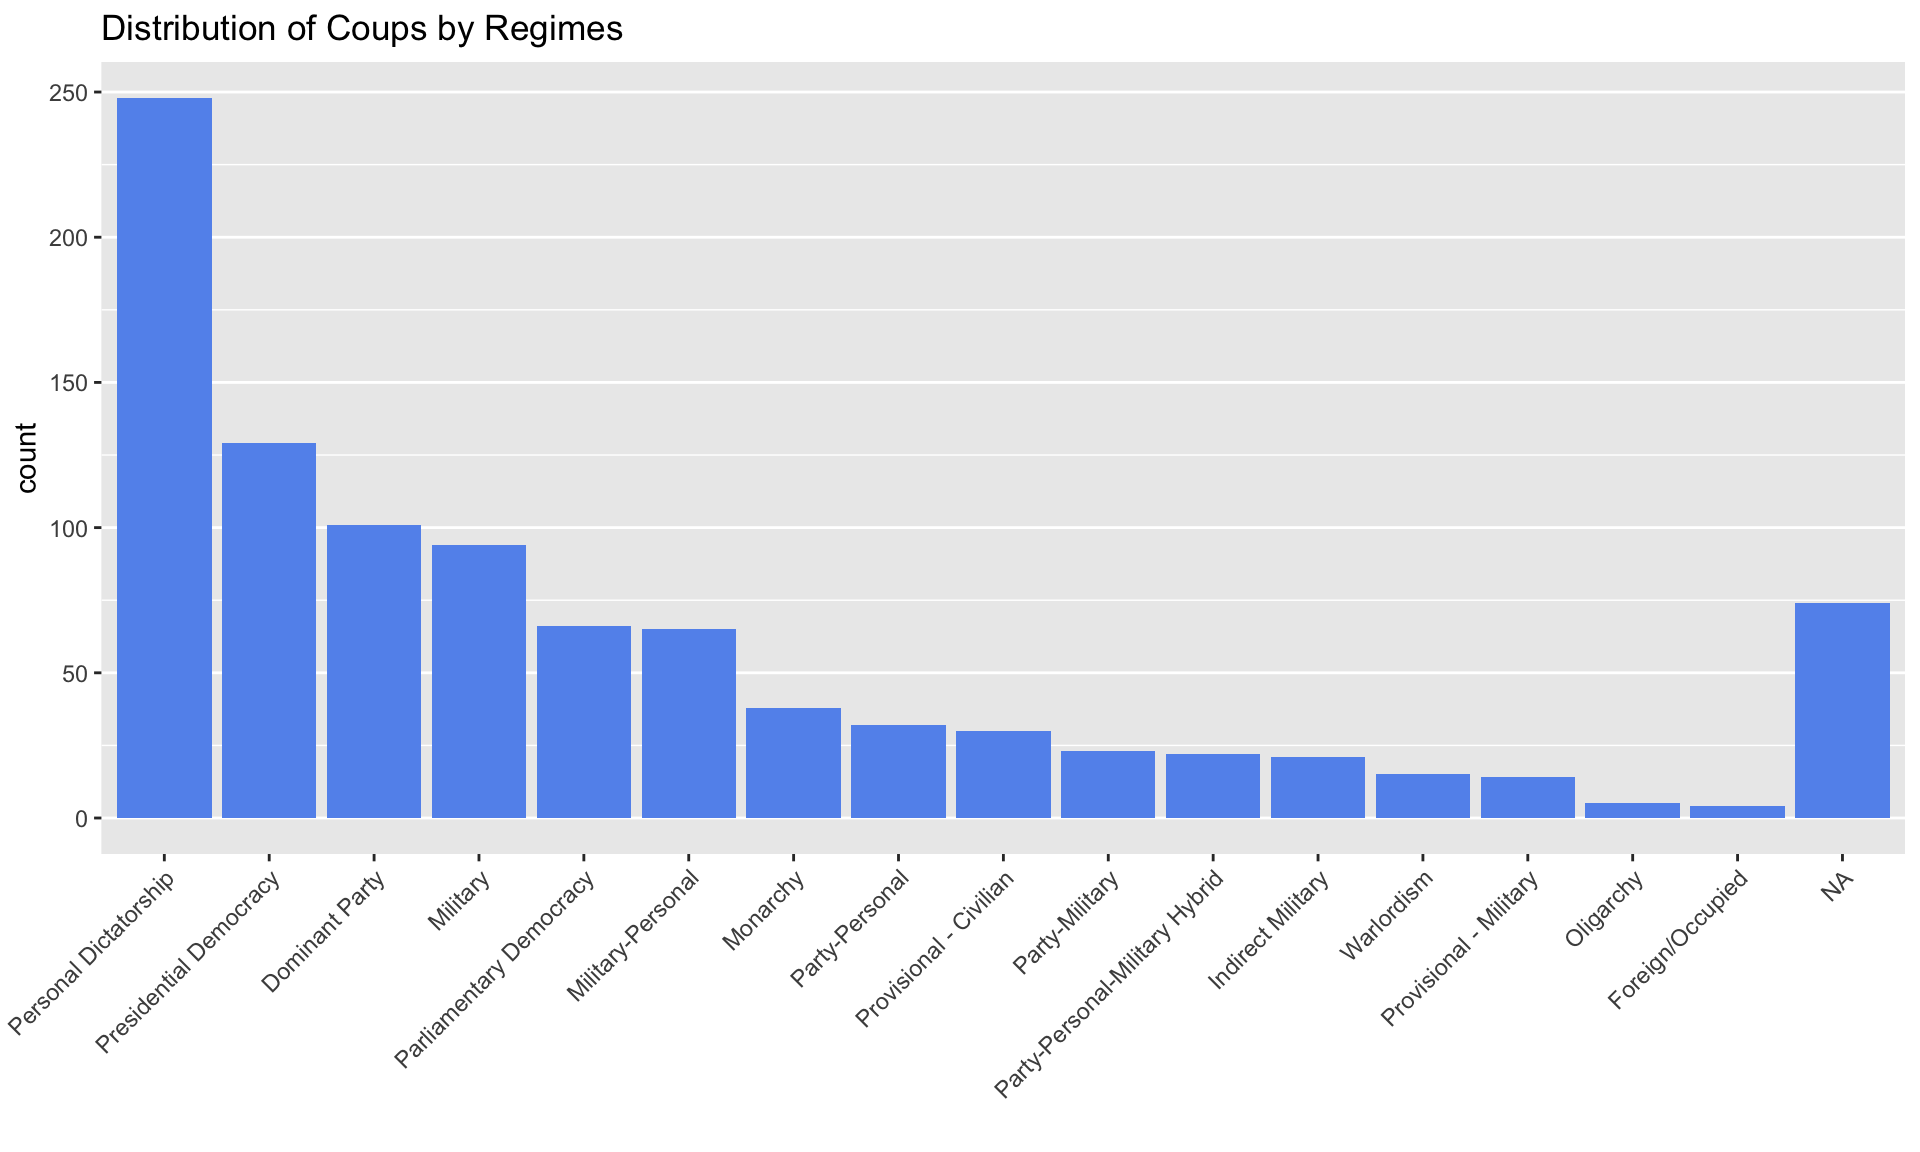 Distribution of Coups by Regimes
count
250
200
150
100
50
0
Personal Dictatorship
Presidential Democracy
Dominant Party
Military
Parliamentary Democracy
Military-Personal
Monarchy
Party-Personal
Provisional - Civilian
Party-Military
Party-Personal-Military Hybrid
Indirect Military
Warlordism
Provisional - Military
Oligarchy
Foreign/Occupied
NA